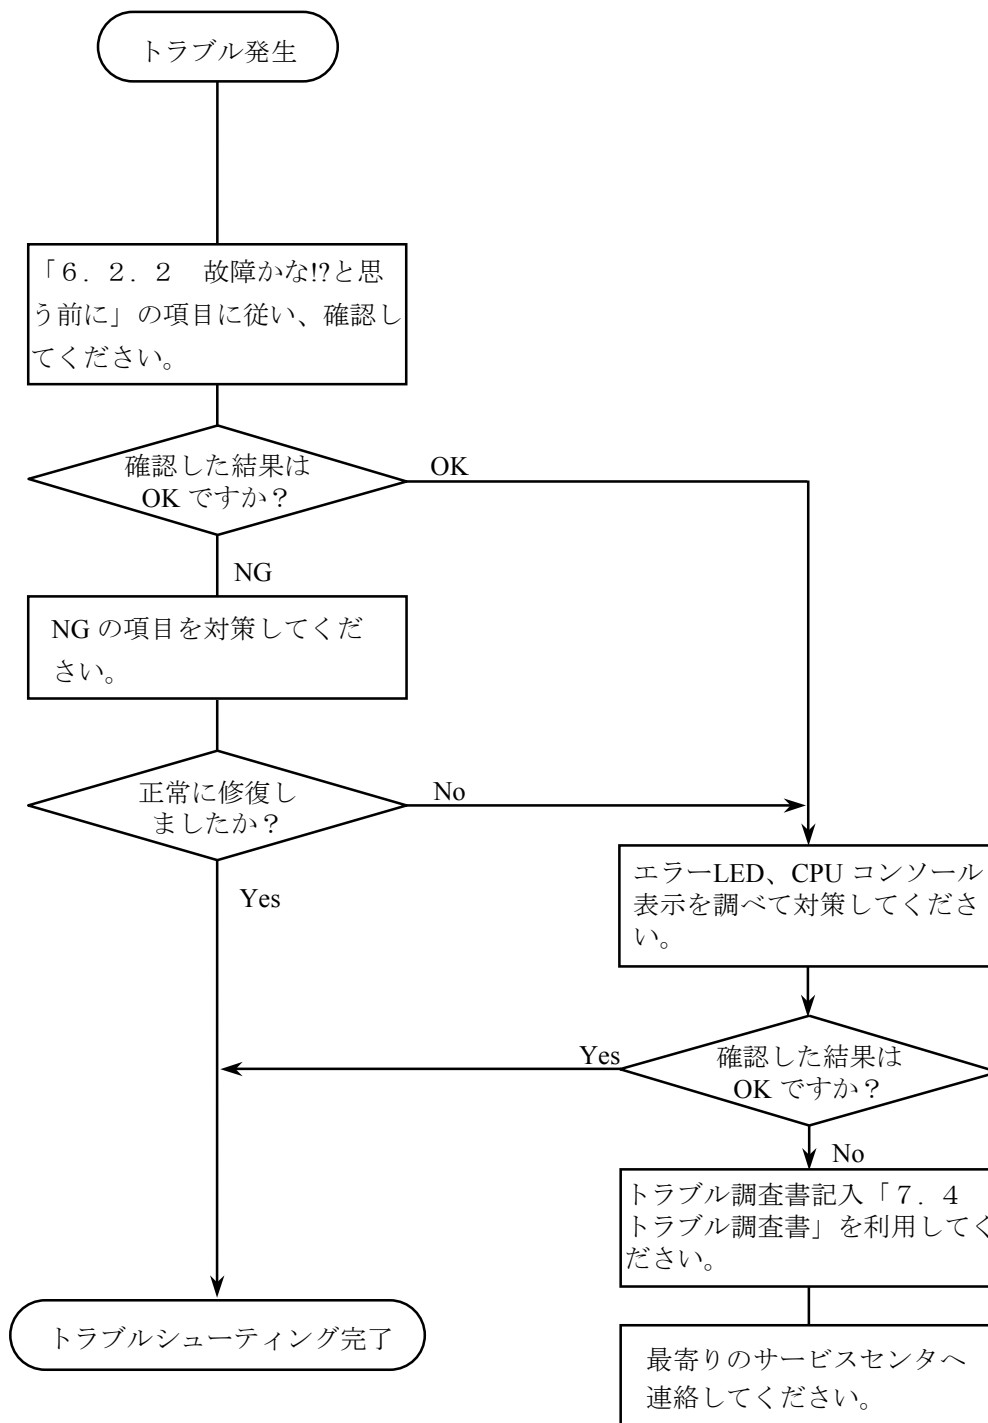 トラブル発生
「６．２．２　故障かな!?と思
う前に」の項目に従い、確認し
てください。
確認した結果は
OK ですか？
OK
NG
NG の項目を対策してくだ
さい。
正常に修復し
ましたか？
No
Yes
エラーLED、CPU コンソール
表示を調べて対策してくださ
い。
確認した結果は
OK ですか？
Yes
No
トラブル調査書記入「７．４
トラブル調査書」を利用してく
ださい。
トラブルシューティング完了
最寄りのサービスセンタへ
連絡してください。